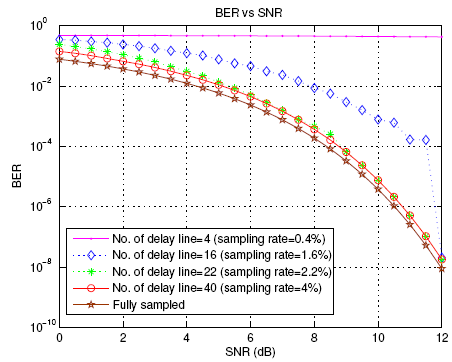 BER vs SNR
10^0
10^-2
10^-4
10^-6
10^-8
10^-10
BER
No. of delay line=4 (sampling rate=0.4%)
No. of delay line=16 (sampling rate=1.6%)
No. of delay line=22 (sampling rate=2.2%)
No. of delay line=40 (sampling rate=4%)
Fully sampled
0 2 4 6 8 10 12
SNR (dB)